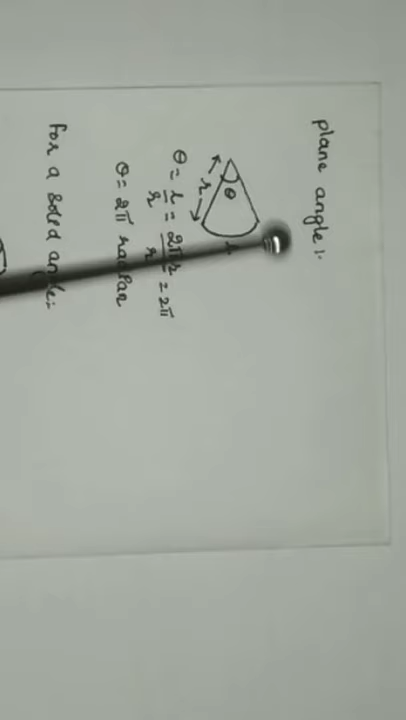 plane angle :-
r θ l
θ = l/r = 2πr/r = 2π
θ = 2π radian
For a solid angle:-